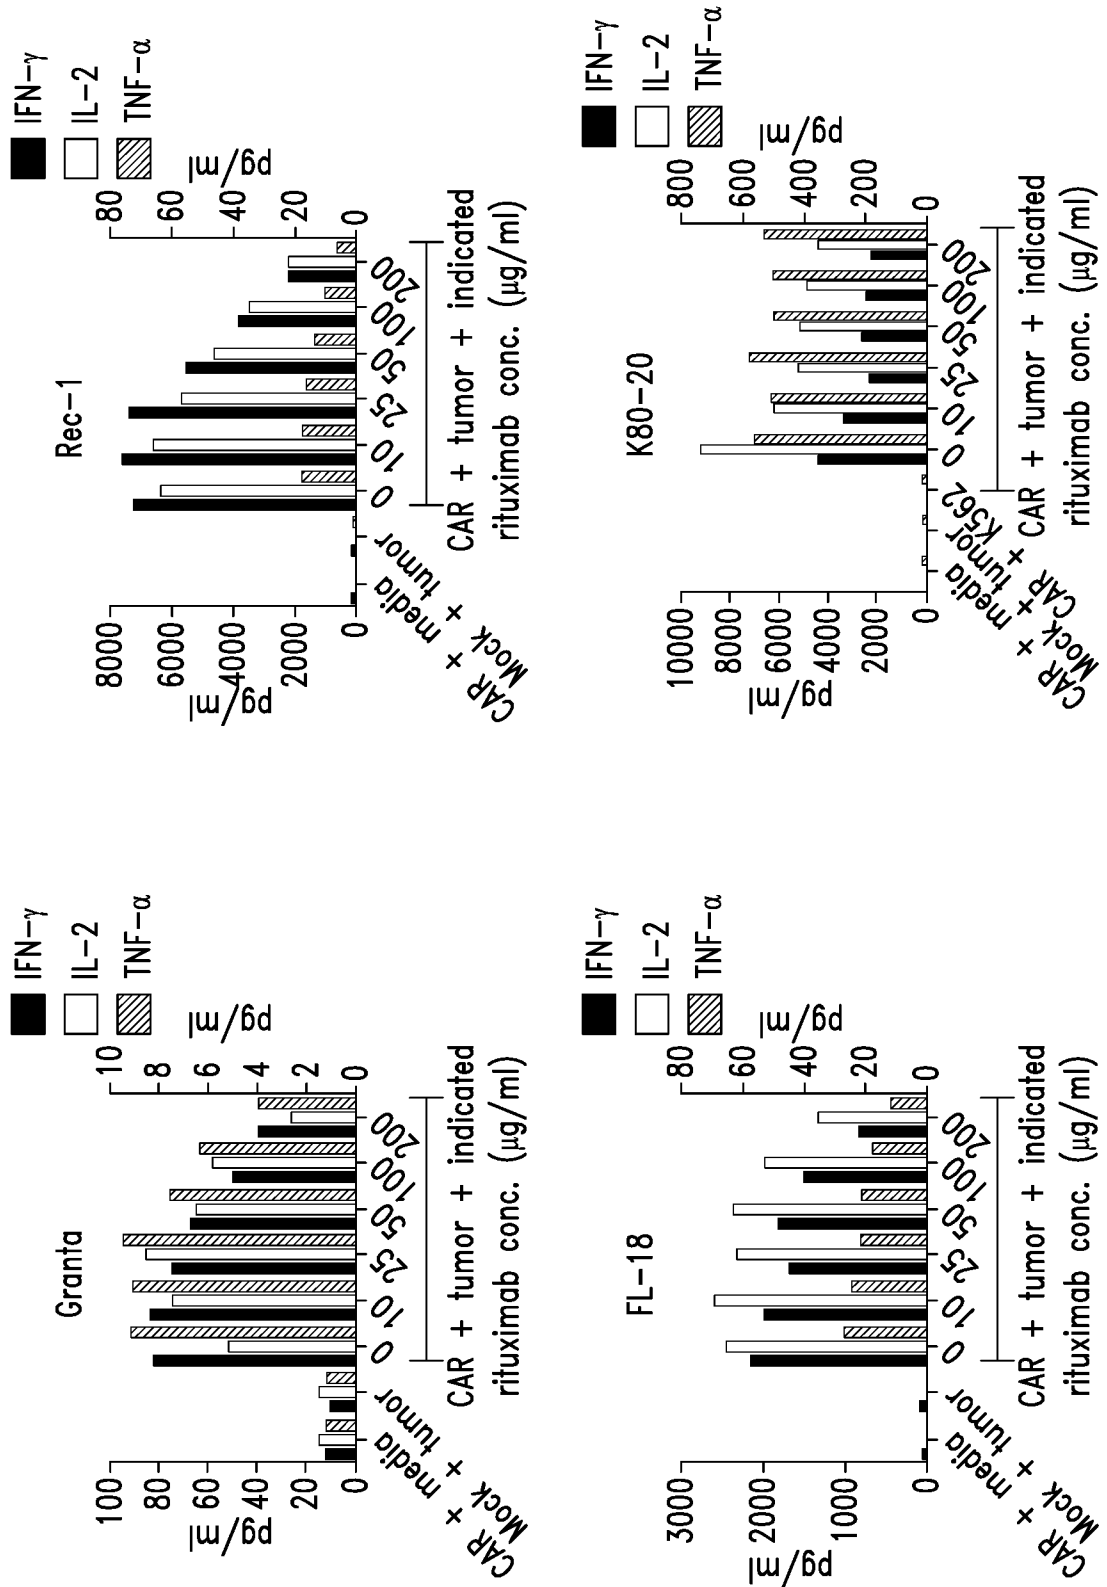 Granta
IFN-γ
IL-2
TNF-α
pg/ml
100
80
60
40
20
0
pg/ml
10
8
6
4
2
0
CAR + media
Mock + tumor
0
10
25
50
100
200
CAR + tumor + indicated
rituximab conc. (μg/ml)
Rec-1
IFN-γ
IL-2
TNF-α
pg/ml
8000
6000
4000
2000
0
pg/ml
80
60
40
20
0
CAR + media
Mock + tumor
0
10
25
50
100
200
CAR + tumor + indicated
rituximab conc. (μg/ml)
FL-18
IFN-γ
IL-2
TNF-α
pg/ml
3000
2000
1000
0
pg/ml
80
60
40
20
0
CAR + media
Mock + tumor
0
10
25
50
100
200
CAR + tumor + indicated
rituximab conc. (μg/ml)
K80-20
IFN-γ
IL-2
TNF-α
pg/ml
10000
8000
6000
4000
2000
0
pg/ml
800
600
400
200
0
CAR + media
Mock + tumor
CAR + K562
0
10
25
50
100
200
CAR + tumor + indicated
rituximab conc. (μg/ml)